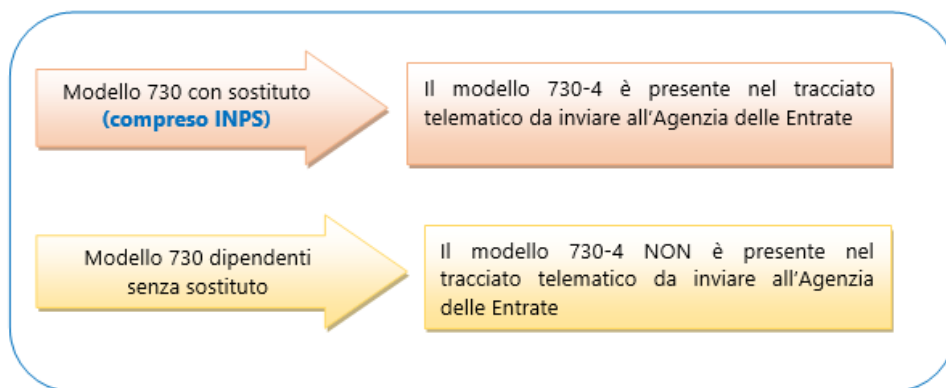 Modello 730 con sostituto
(compreso INPS)
Il modello 730-4 è presente nel tracciato
telematico da inviare all'Agenzia delle Entrate
Modello 730 dipendenti
senza sostituto
Il modello 730-4 NON è presente nel
tracciato telematico da inviare all'Agenzia
delle Entrate